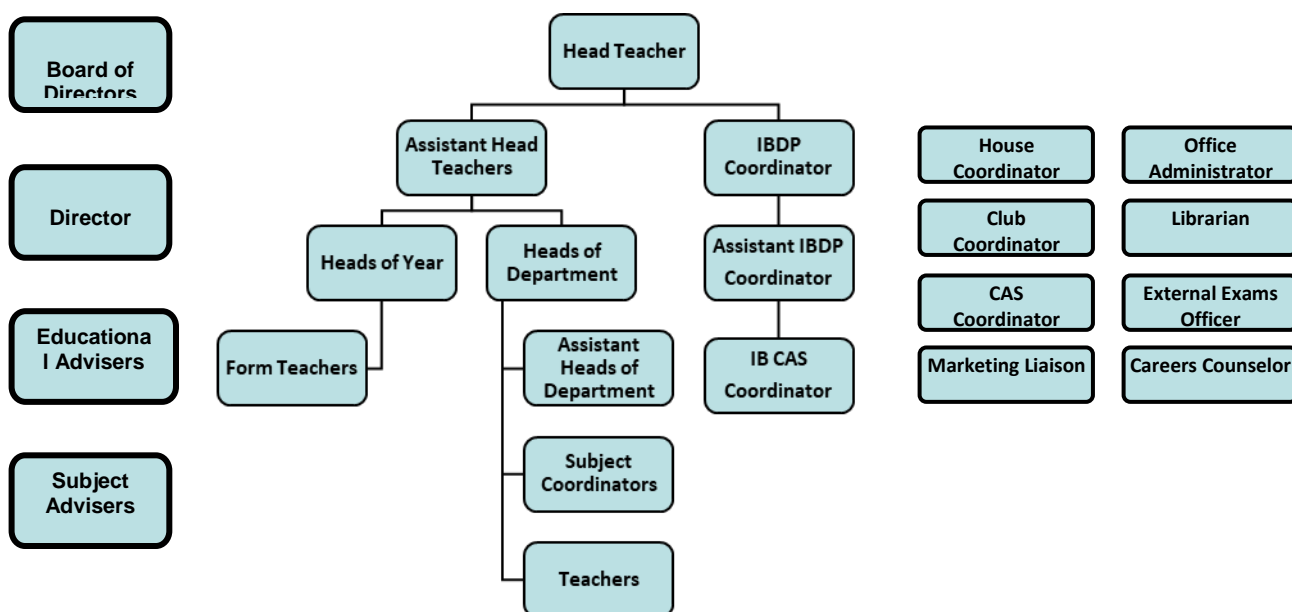 Board of
Directors
Director
Educationa
l Advisers
Subject
Advisers
Head Teacher
Assistant Head
Teachers
IBDP
Coordinator
Heads of Year
Heads of
Department
Assistant IBDP
Coordinator
Form Teachers
Assistant
Heads of
Department
IB CAS
Coordinator
Subject
Coordinators
Teachers
House
Coordinator
Office
Administrator
Club
Coordinator
Librarian
CAS
Coordinator
External Exams
Officer
Marketing Liaison
Careers Counselor